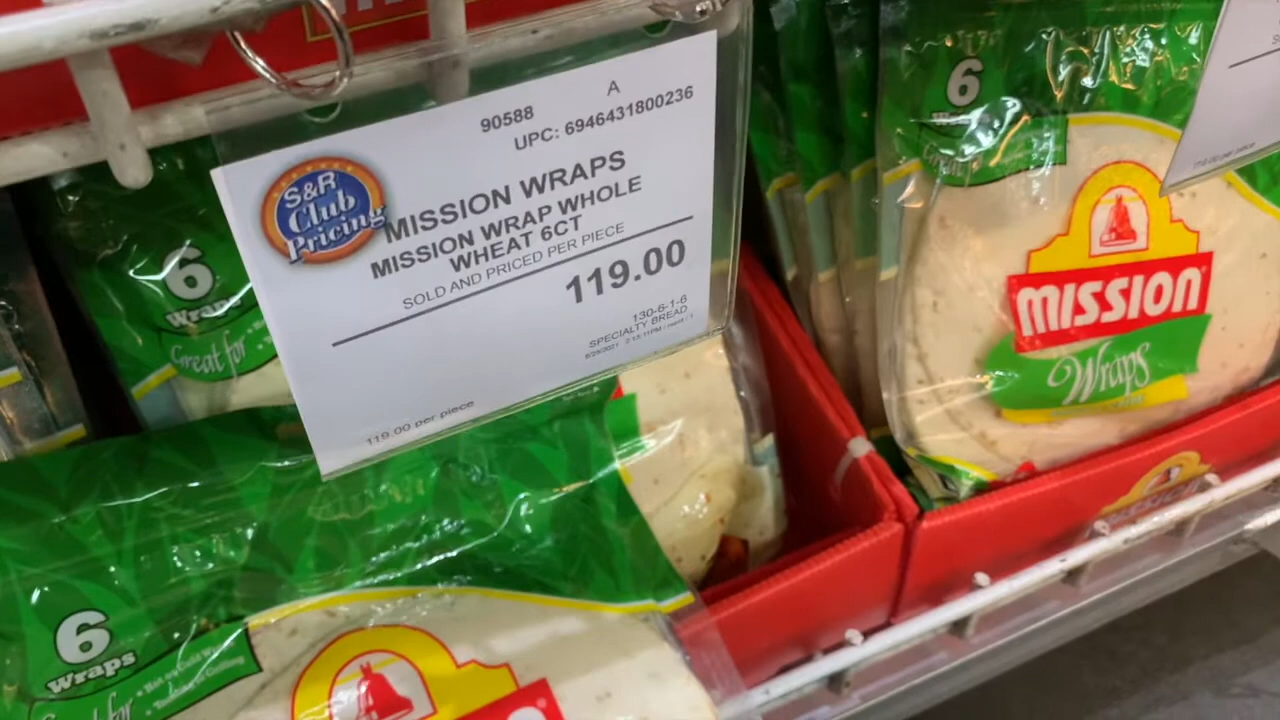 90588
A
UPC: 6946431800236
S&R
Club
Pricing
MISSION WRAPS
MISSION WRAP WHOLE
WHEAT 6CT
SOLD AND PRICED PER PIECE
119.00
130-6-1-6
SPECIALTY BREAD
119.00 per piece
6
Wraps
Great for
6
MISSION
Wraps
6
Wraps
Great for